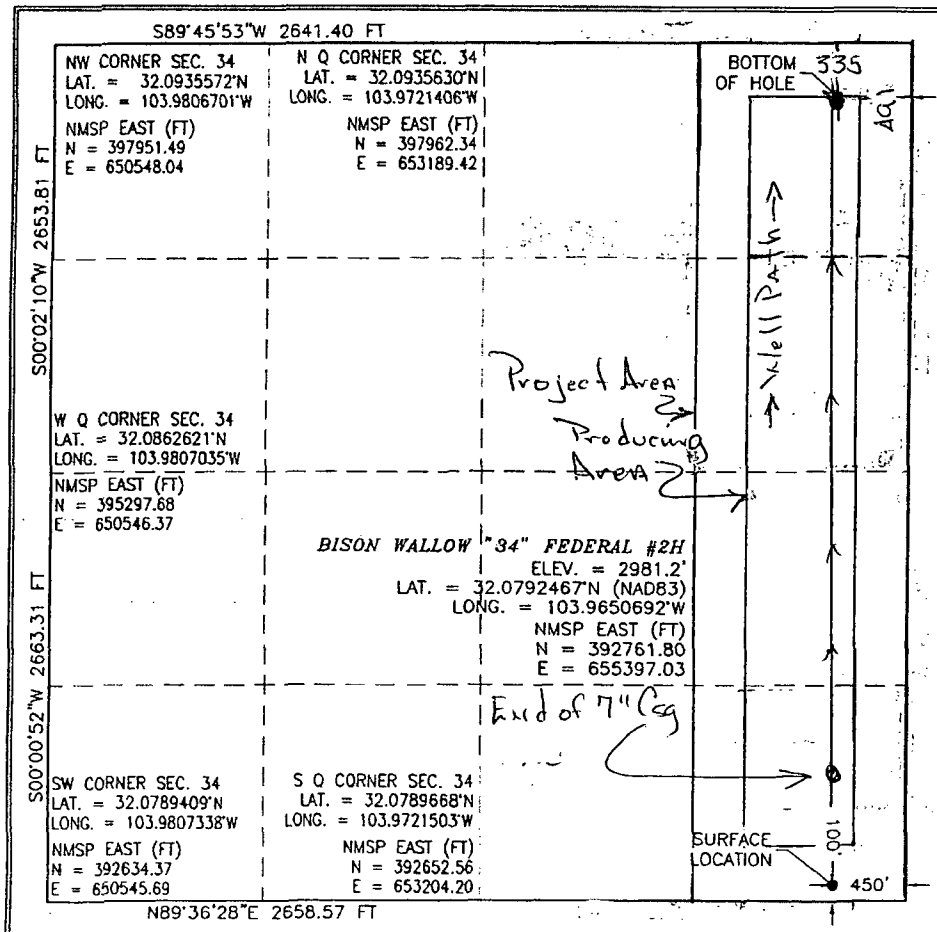 S89°45'53"W 2641.40 FT
NW CORNER SEC. 34
LAT. = 32.0935572°N
LONG. = 103.9806701°W
NMSP EAST (FT)
N = 397951.49
E = 650548.04
N Q CORNER SEC. 34
LAT. = 32.0935630°N
LONG. = 103.9721406°W
NMSP EAST (FT)
N = 397962.34
E = 653189.42
BOTTOM
OF HOLE
335
S00°02'10"W 2653.81 FT
Well Path
Project Area
Producing
Area
W Q CORNER SEC. 34
LAT. = 32.0862621°N
LONG. = 103.9807035°W
NMSP EAST (FT)
N = 395297.68
E = 650546.37
BISON WALLOW "34" FEDERAL #2H
ELEV. = 2981.2'
LAT. = 32.0792467°N (NAD83)
LONG. = 103.9650692°W
NMSP EAST (FT)
N = 392761.80
E = 655397.03
End of 7" Csg
S00°00'52"W 2663.31 FT
SW CORNER SEC. 34
LAT. = 32.0789409°N
LONG. = 103.9807338°W
NMSP EAST (FT)
N = 392634.37
E = 650545.69
S Q CORNER SEC. 34
LAT. = 32.0789668°N
LONG. = 103.9721503°W
NMSP EAST (FT)
N = 392652.56
E = 653204.20
SURFACE
LOCATION
100'
450'
N89°36'28"E 2658.57 FT